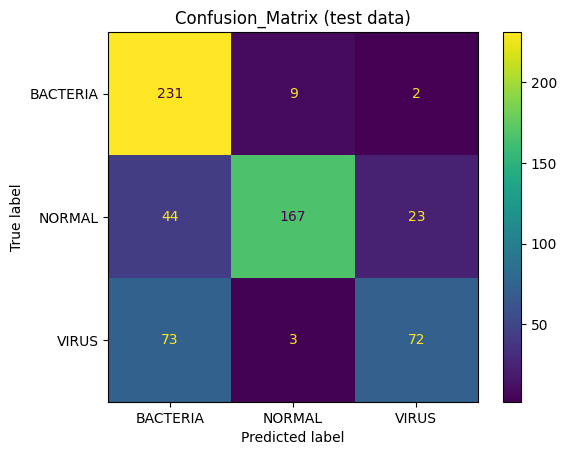 Confusion_Matrix (test data)
BACTERIA 231 9 2
NORMAL 44 167 23
VIRUS 73 3 72
BACTERIA NORMAL VIRUS
Predicted label
True label
200
150
100
50